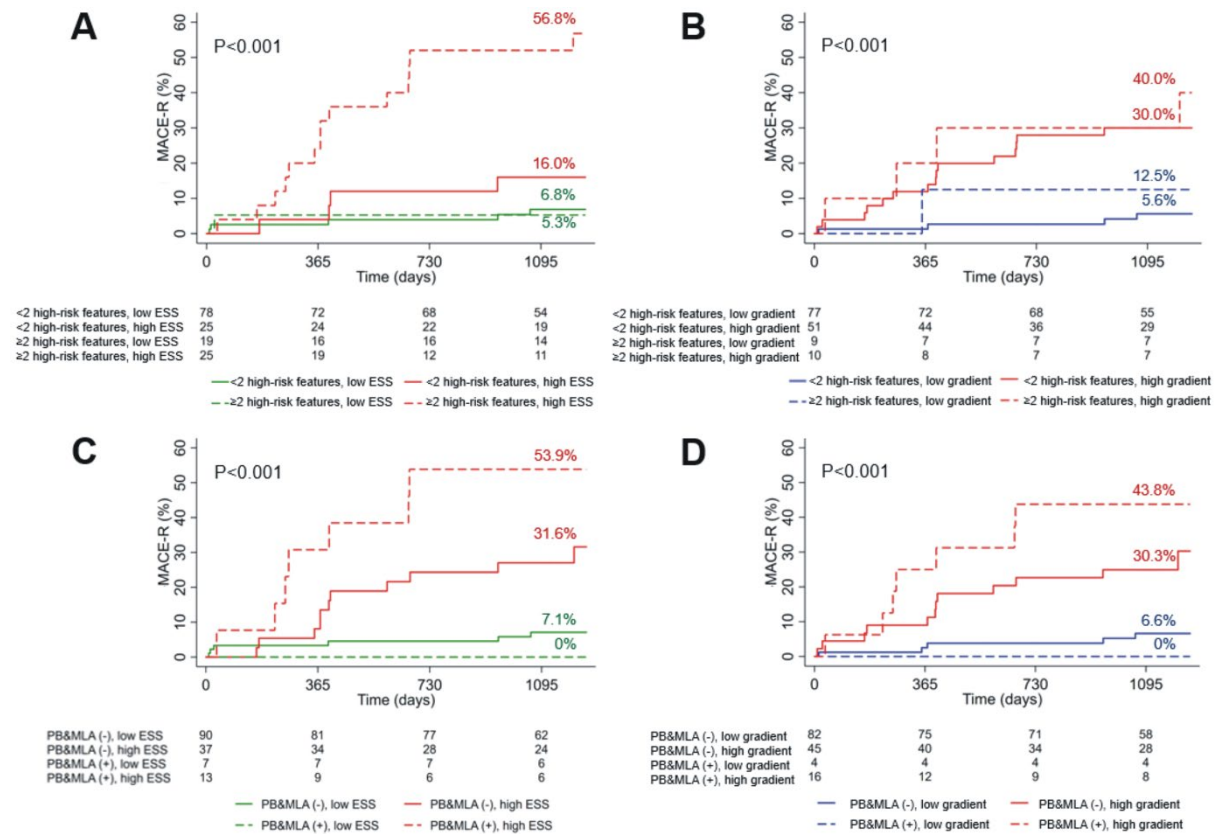 A
MACE-R (%)
60
50
40
30
20
10
0
P<0.001
56.8%
16.0%
6.8%
5.3%
0 365 730 1095
Time (days)
<2 high-risk features, low ESS 78 72 68 54
<2 high-risk features, high ESS 25 24 22 19
≥2 high-risk features, low ESS 19 16 16 14
≥2 high-risk features, high ESS 25 19 12 11
<2 high-risk features, low ESS <2 high-risk features, high ESS
≥2 high-risk features, low ESS ≥2 high-risk features, high ESS
B
MACE-R (%)
60
50
40
30
20
10
0
P<0.001
40.0%
30.0%
12.5%
5.6%
0 365 730 1095
Time (days)
<2 high-risk features, low gradient 77 72 68 55
<2 high-risk features, high gradient 51 44 36 29
≥2 high-risk features, low gradient 9 7 7 7
≥2 high-risk features, high gradient 10 8 7 7
<2 high-risk features, low gradient <2 high-risk features, high gradient
≥2 high-risk features, low gradient ≥2 high-risk features, high gradient
C
MACE-R (%)
60
50
40
30
20
10
0
P<0.001
53.9%
31.6%
7.1%
0%
0 365 730 1095
Time (days)
PB&MLA (-), low ESS 90 81 77 62
PB&MLA (-), high ESS 37 34 28 24
PB&MLA (+), low ESS 7 7 7 6
PB&MLA (+), high ESS 13 9 6 6
PB&MLA (-), low ESS PB&MLA (-), high ESS
PB&MLA (+), low ESS PB&MLA (+), high ESS
D
MACE-R (%)
60
50
40
30
20
10
0
P<0.001
43.8%
30.3%
6.6%
0%
0 365 730 1095
Time (days)
PB&MLA (-), low gradient 82 75 71 58
PB&MLA (-), high gradient 45 40 34 28
PB&MLA (+), low gradient 4 4 4 4
PB&MLA (+), high gradient 16 12 9 8
PB&MLA (-), low gradient PB&MLA (-), high gradient
PB&MLA (+), low gradient PB&MLA (+), high gradient